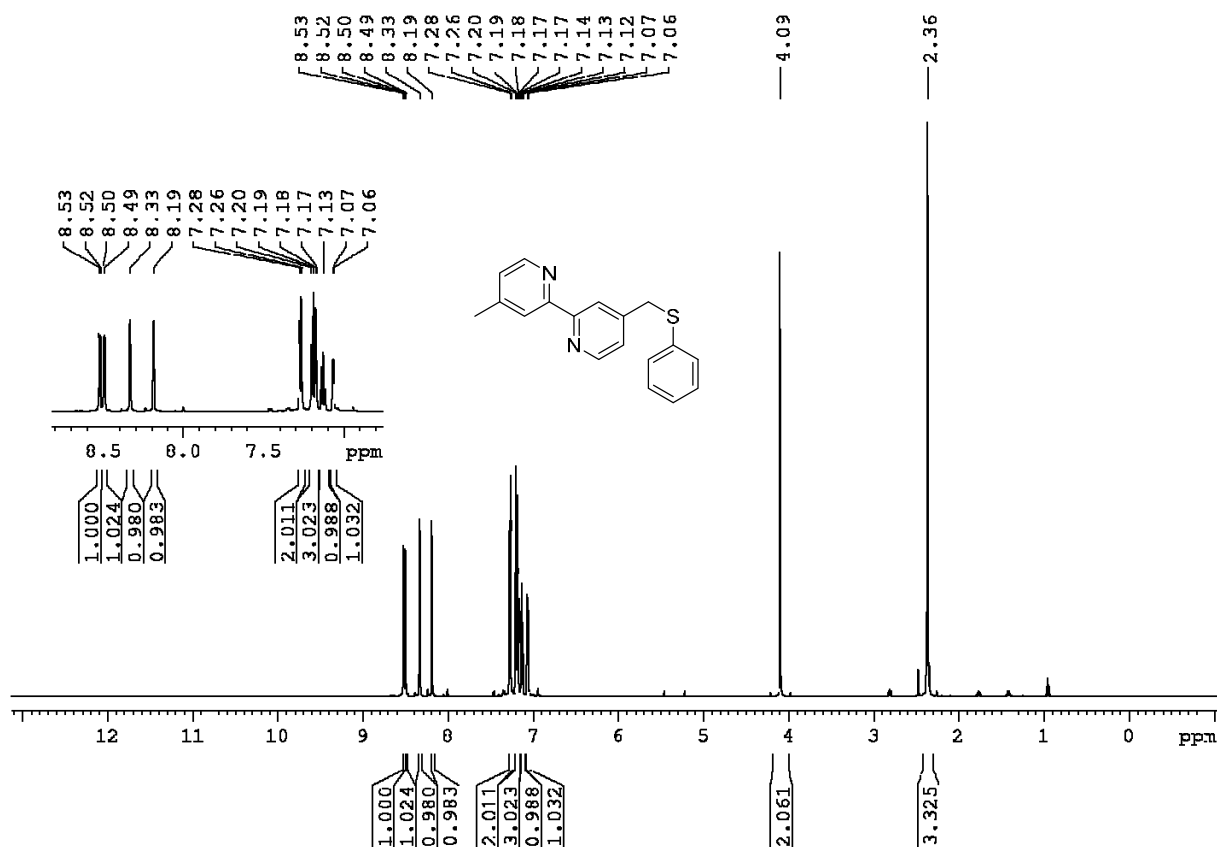 8.53 8.52 8.50 8.49 8.33 8.19 7.28 7.26 7.20 7.19 7.18 7.17 7.17 7.14 7.13 7.12 7.07 7.06 4.09 2.36
8.53 8.52 8.50 8.49 8.33 8.19 7.28 7.26 7.20 7.19 7.18 7.17 7.13 7.07 7.06
N
S
N
8.5 8.0 7.5 ppm
1.000 1.024 0.980 0.983 2.011 3.023 0.988 1.032
12 11 10 9 8 7 6 5 4 3 2 1 0 ppm
1.000 1.024 0.980 0.983 2.011 3.023 0.988 1.032 2.061 3.325